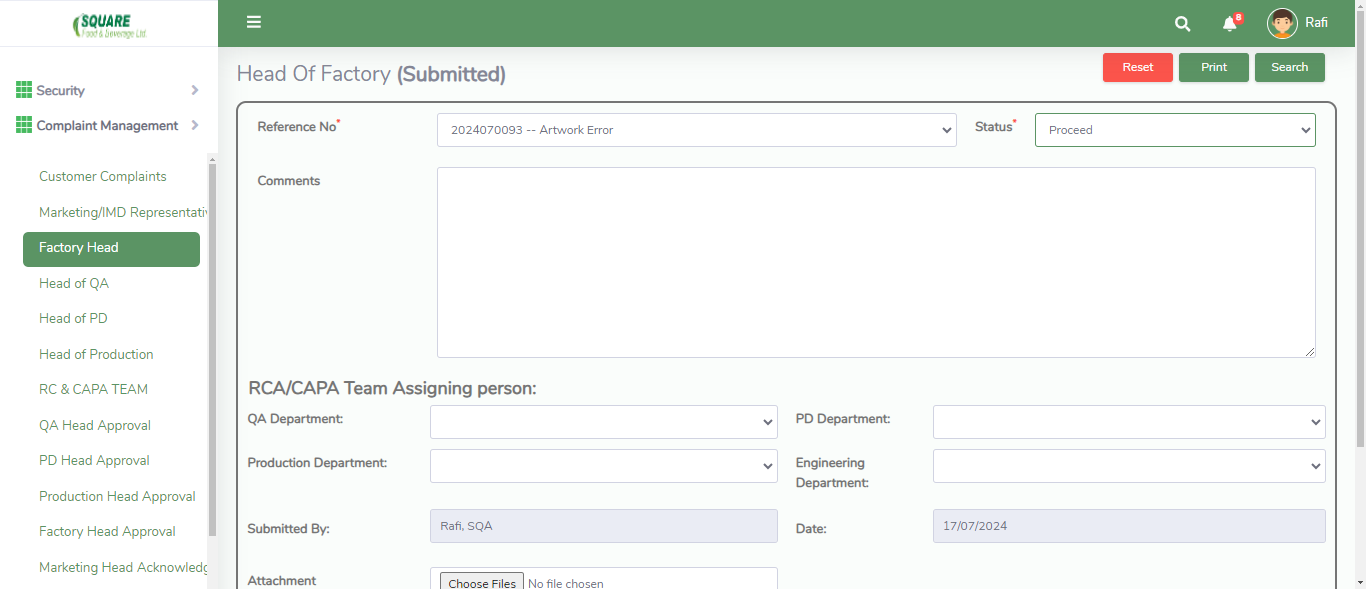 SQUARE
Food & Beverage Ltd.
8
Rafi
Security
Complaint Management
Customer Complaints
Marketing/IMD Representativ
Factory Head
Head of QA
Head of PD
Head of Production
RC & CAPA TEAM
QA Head Approval
PD Head Approval
Production Head Approval
Factory Head Approval
Marketing Head Acknowledg
Head Of Factory (Submitted)
Reset Print Search
Reference No* 2024070093 -- Artwork Error Status* Proceed
Comments
RCA/CAPA Team Assigning person:
QA Department: PD Department:
Production Department: Engineering
Department:
Submitted By: Rafi, SQA Date: 17/07/2024
Attachment Choose Files No file chosen